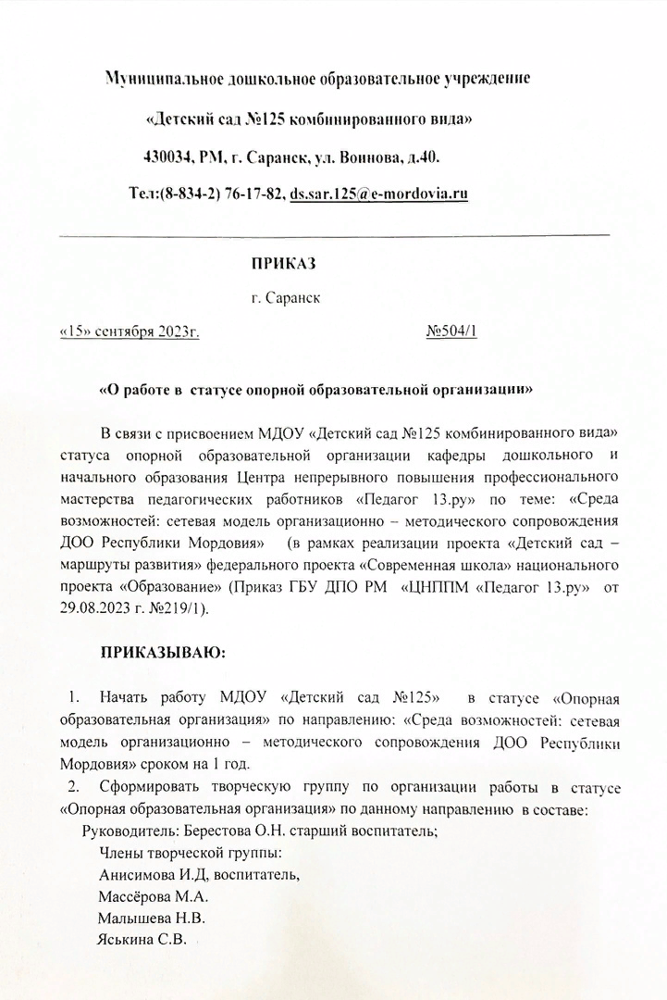 Муниципальное дошкольное образовательное учреждение
«Детский сад №125 комбинированного вида»
430034, РМ, г. Саранск, ул. Воинова, д.40.
Тел:(8-834-2) 76-17-82, ds.sar.125@e-mordovia.ru
ПРИКАЗ
г. Саранск
«15» сентября 2023г. №504/1
«О работе в статусе опорной образовательной организации»
В связи с присвоением МДОУ «Детский сад №125 комбинированного вида»
статуса опорной образовательной организации кафедры дошкольного и
начального образования Центра непрерывного повышения профессионального
мастерства педагогических работников «Педагог 13.ру» по теме: «Среда
возможностей: сетевая модель организационно – методического сопровождения
ДОО Республики Мордовия» (в рамках реализации проекта «Детский сад –
маршруты развития» федерального проекта «Современная школа» национального
проекта «Образование» (Приказ ГБУ ДПО РМ «ЦНППМ «Педагог 13.ру» от
29.08.2023 г. №219/1).
ПРИКАЗЫВАЮ:
1. Начать работу МДОУ «Детский сад №125» в статусе «Опорная
образовательная организация» по направлению: «Среда возможностей: сетевая
модель организационно – методического сопровождения ДОО Республики
Мордовия» сроком на 1 год.
2. Сформировать творческую группу по организации работы в статусе
«Опорная образовательная организация» по данному направлению в составе:
Руководитель: Берестова О.Н. старший воспитатель;
Члены творческой группы:
Анисимова И.Д, воспитатель,
Массёрова М.А.
Малышева Н.В.
Яськина С.В.